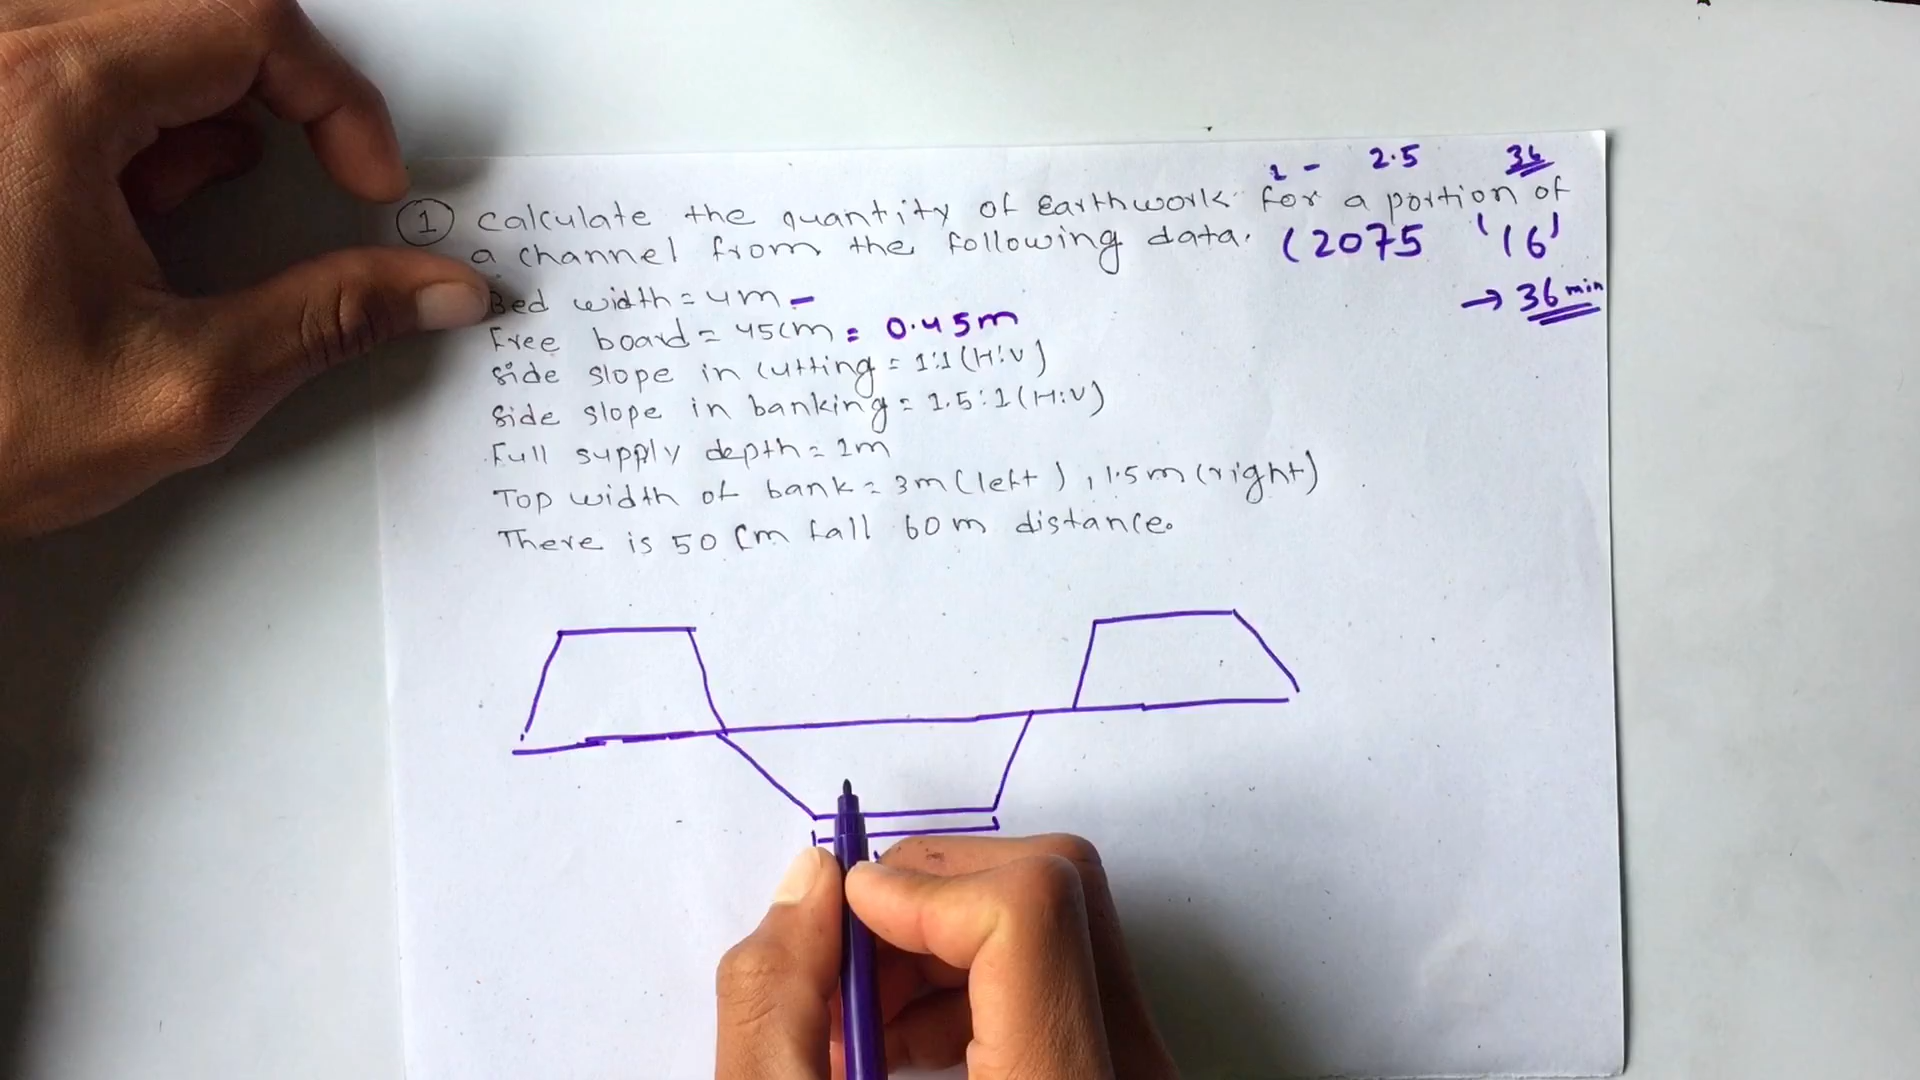 1 - 2.5 36
① Calculate the quantity of Earthwork for a portion of
a channel from the following data. (2075 '16'
→ 36 min
Bed width = 4m -
Free board = 45cm = 0.45m
Side slope in cutting = 1:1 (H:V)
Side slope in banking = 1.5:1 (H:V)
Full supply depth = 1m
Top width of bank = 3m (left), 1.5m (right)
There is 50 cm fall 60m distance.